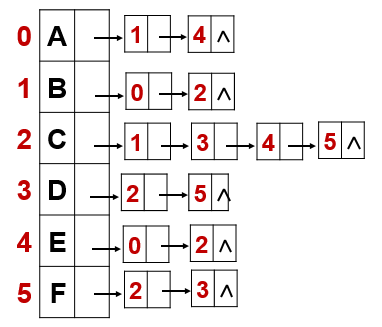 0 A 1 4 ^
1 B 0 2 ^
2 C 1 3 4 5 ^
3 D 2 5 ^
4 E 0 2 ^
5 F 2 3 ^